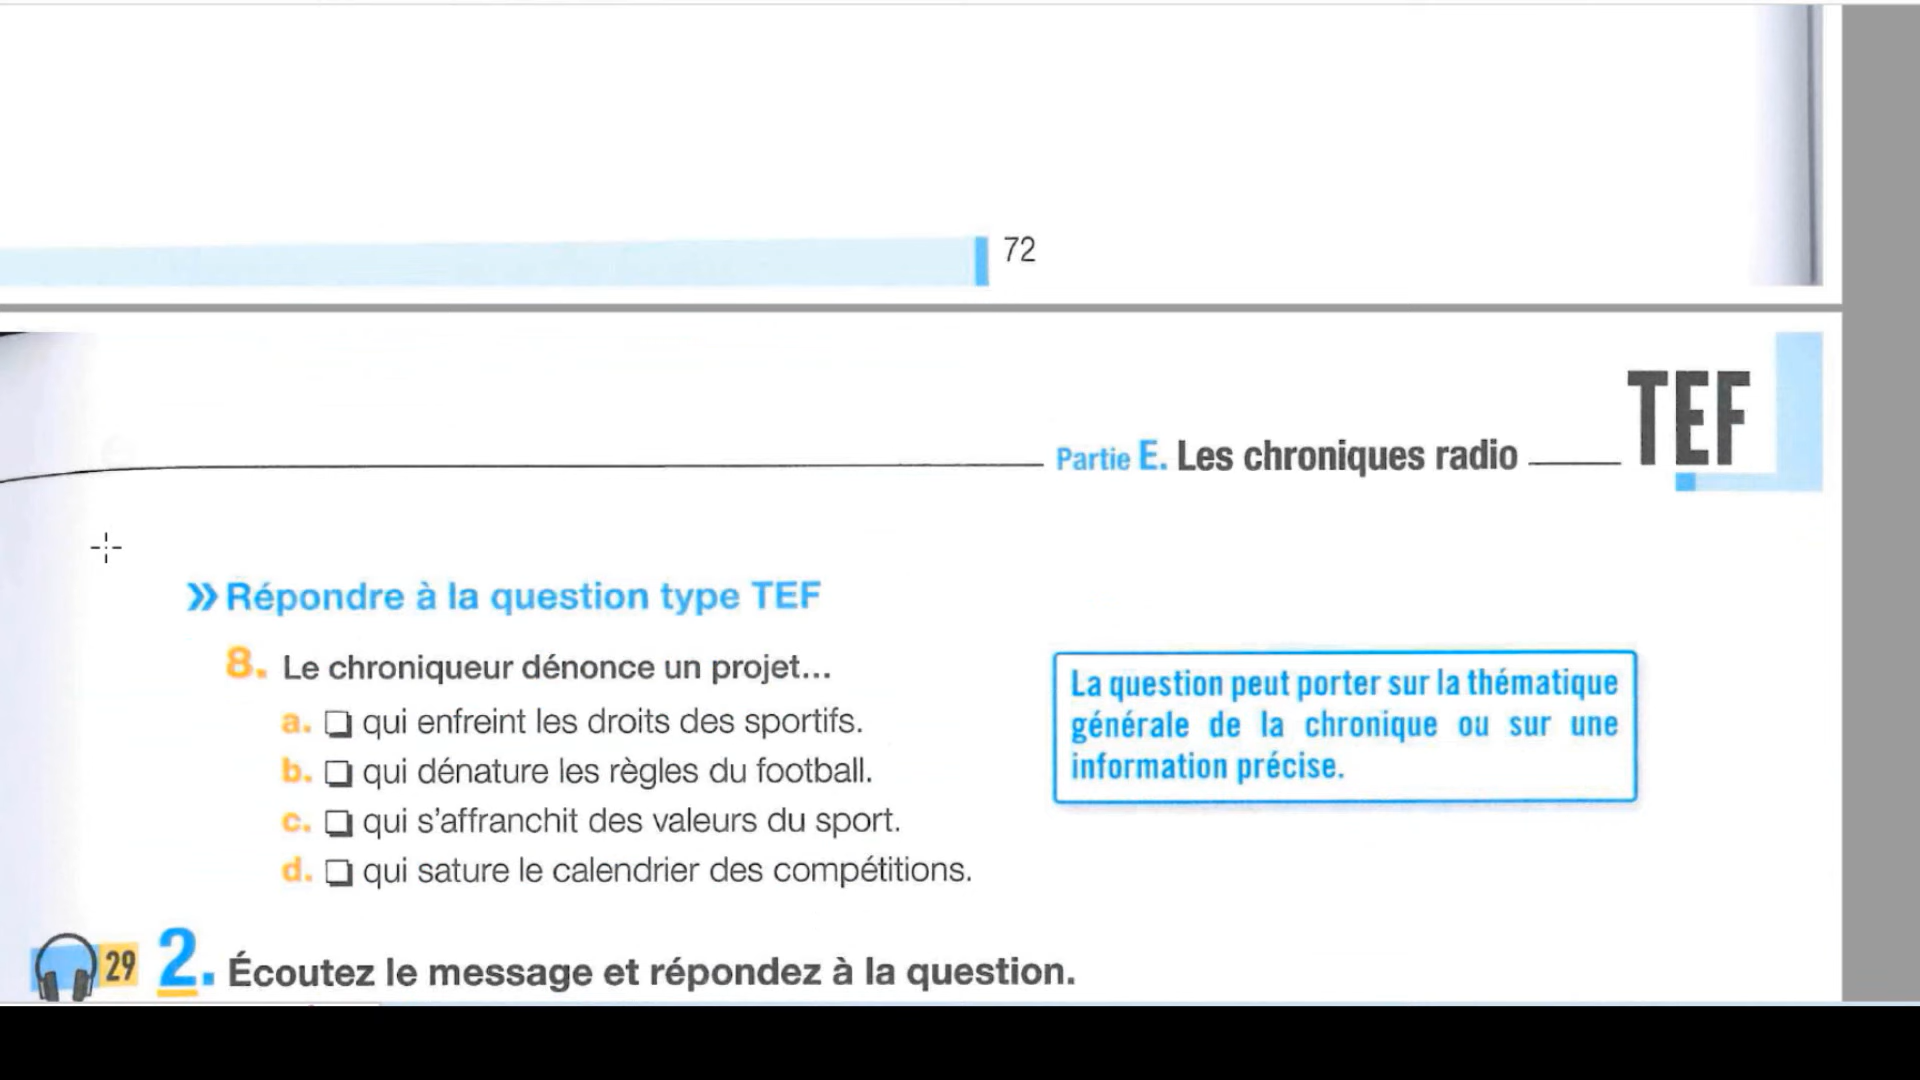 72
Partie E. Les chroniques radio
TEF
» Répondre à la question type TEF
8. Le chroniqueur dénonce un projet...
a. ❏ qui enfreint les droits des sportifs.
b. ❏ qui dénature les règles du football.
c. ❏ qui s'affranchit des valeurs du sport.
d. ❏ qui sature le calendrier des compétitions.
La question peut porter sur la thématique
générale de la chronique ou sur une
information précise.
29 2. Écoutez le message et répondez à la question.